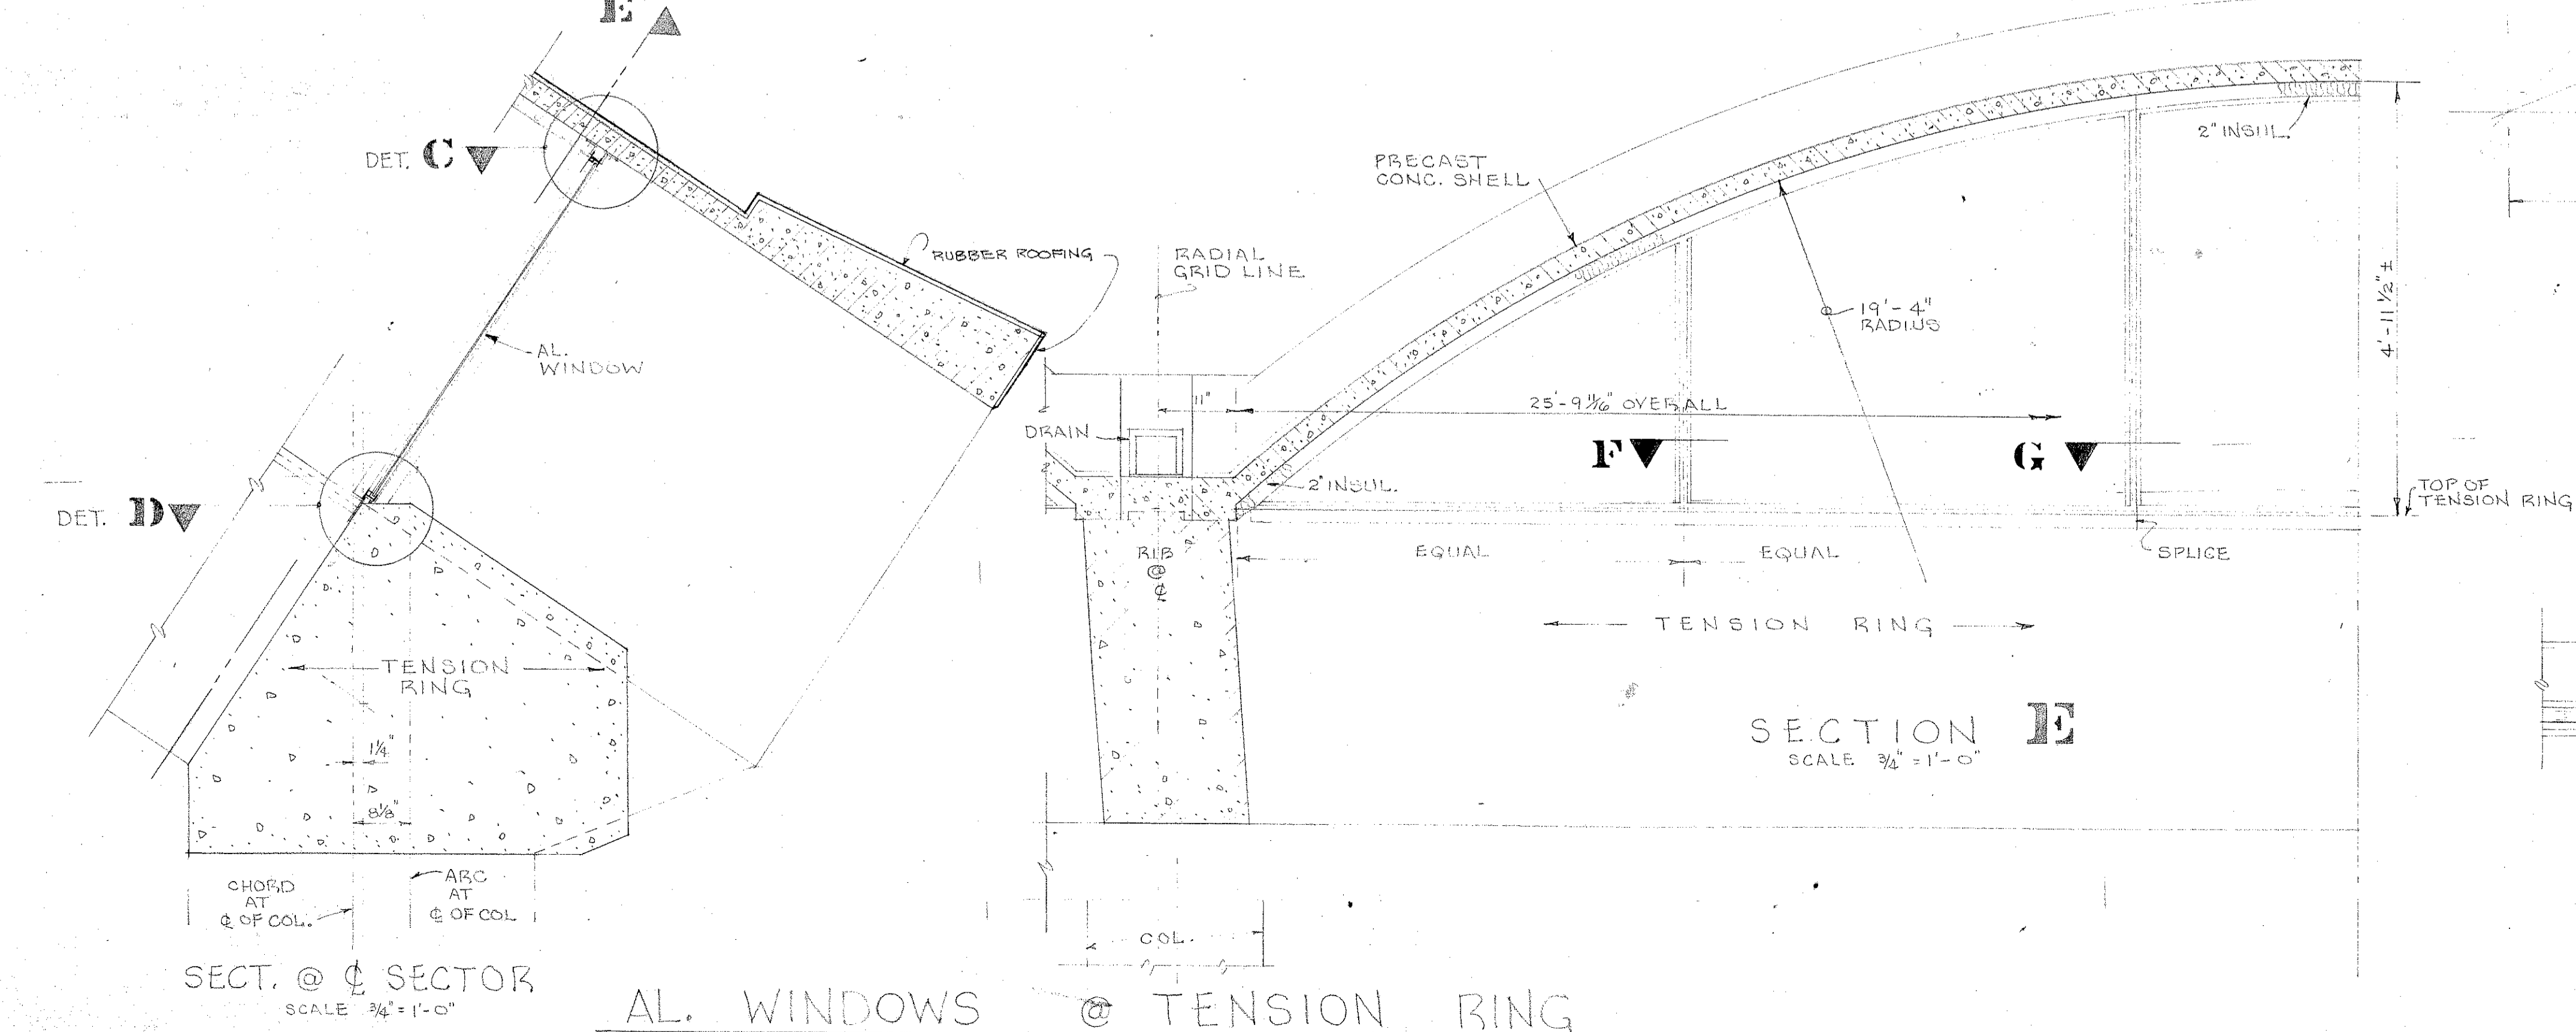 E
DET. C
RUBBER ROOFING
AL.
WINDOW
DET. D
TENSION
RING
1¼"
8⅛"
CHORD
AT
℄ OF COL.
ARC
AT
℄ OF COL
SECT. @ ℄ SECTOR
SCALE ¾" = 1'-0"
RADIAL
GRID LINE
PRECAST
CONC. SHELL
2" INSUL.
19'-4"
RADIUS
4'-11 1/2" ±
11"
25'-9 11/16" OVERALL
DRAIN
F
G
2" INSUL.
TOP OF
TENSION RING
RIB
@
℄
EQUAL
EQUAL
SPLICE
TENSION RING
SECTION E
SCALE ¾" = 1'-0"
COL.
AL. WINDOWS @ TENSION RING